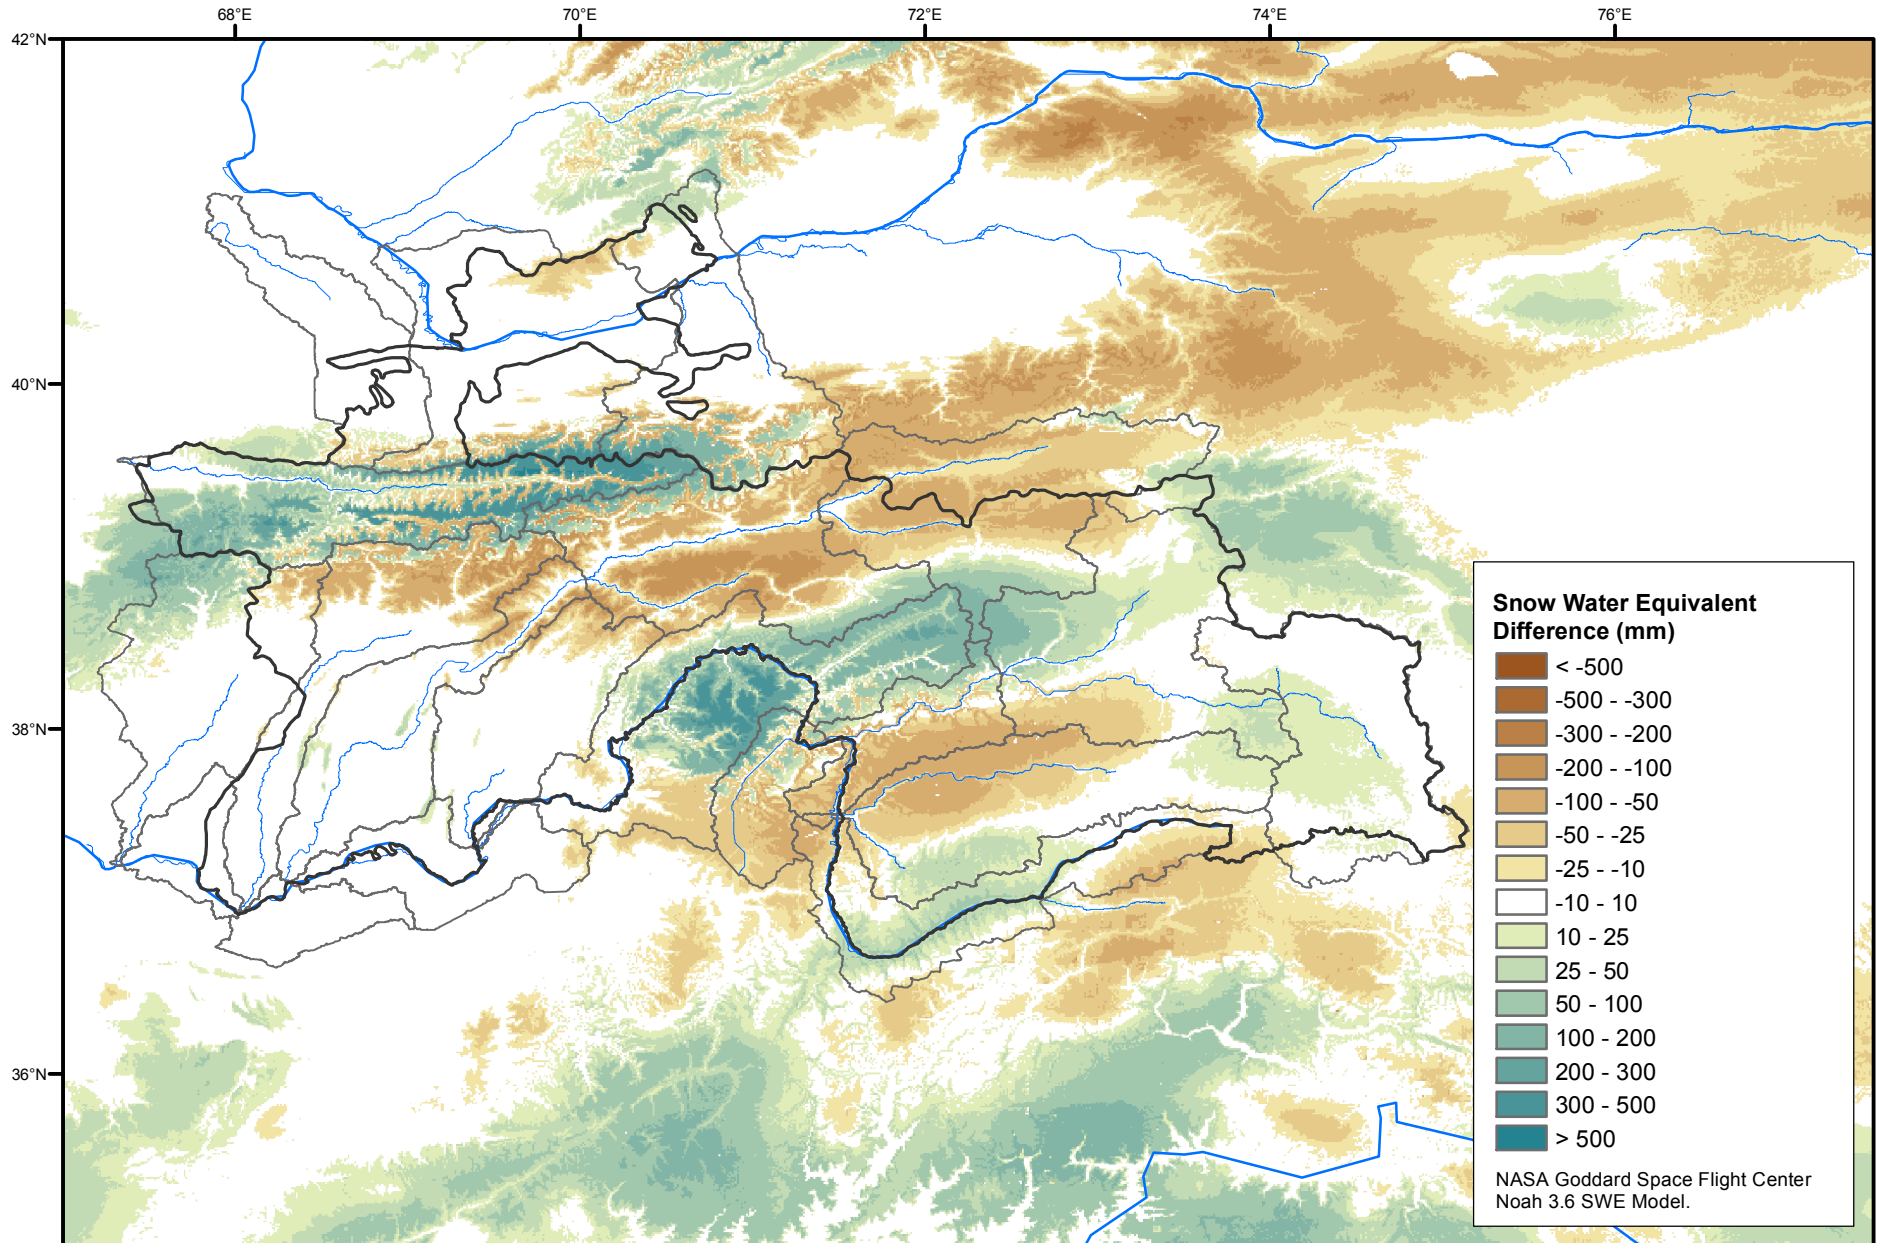 68°E
70°E
72°E
74°E
76°E
42°N
40°N
38°N
36°N
Snow Water Equivalent
Difference (mm)
< -500
-500 - -300
-300 - -200
-200 - -100
-100 - -50
-50 - -25
-25 - -10
-10 - 10
10 - 25
25 - 50
50 - 100
100 - 200
200 - 300
300 - 500
> 500
NASA Goddard Space Flight Center
Noah 3.6 SWE Model.